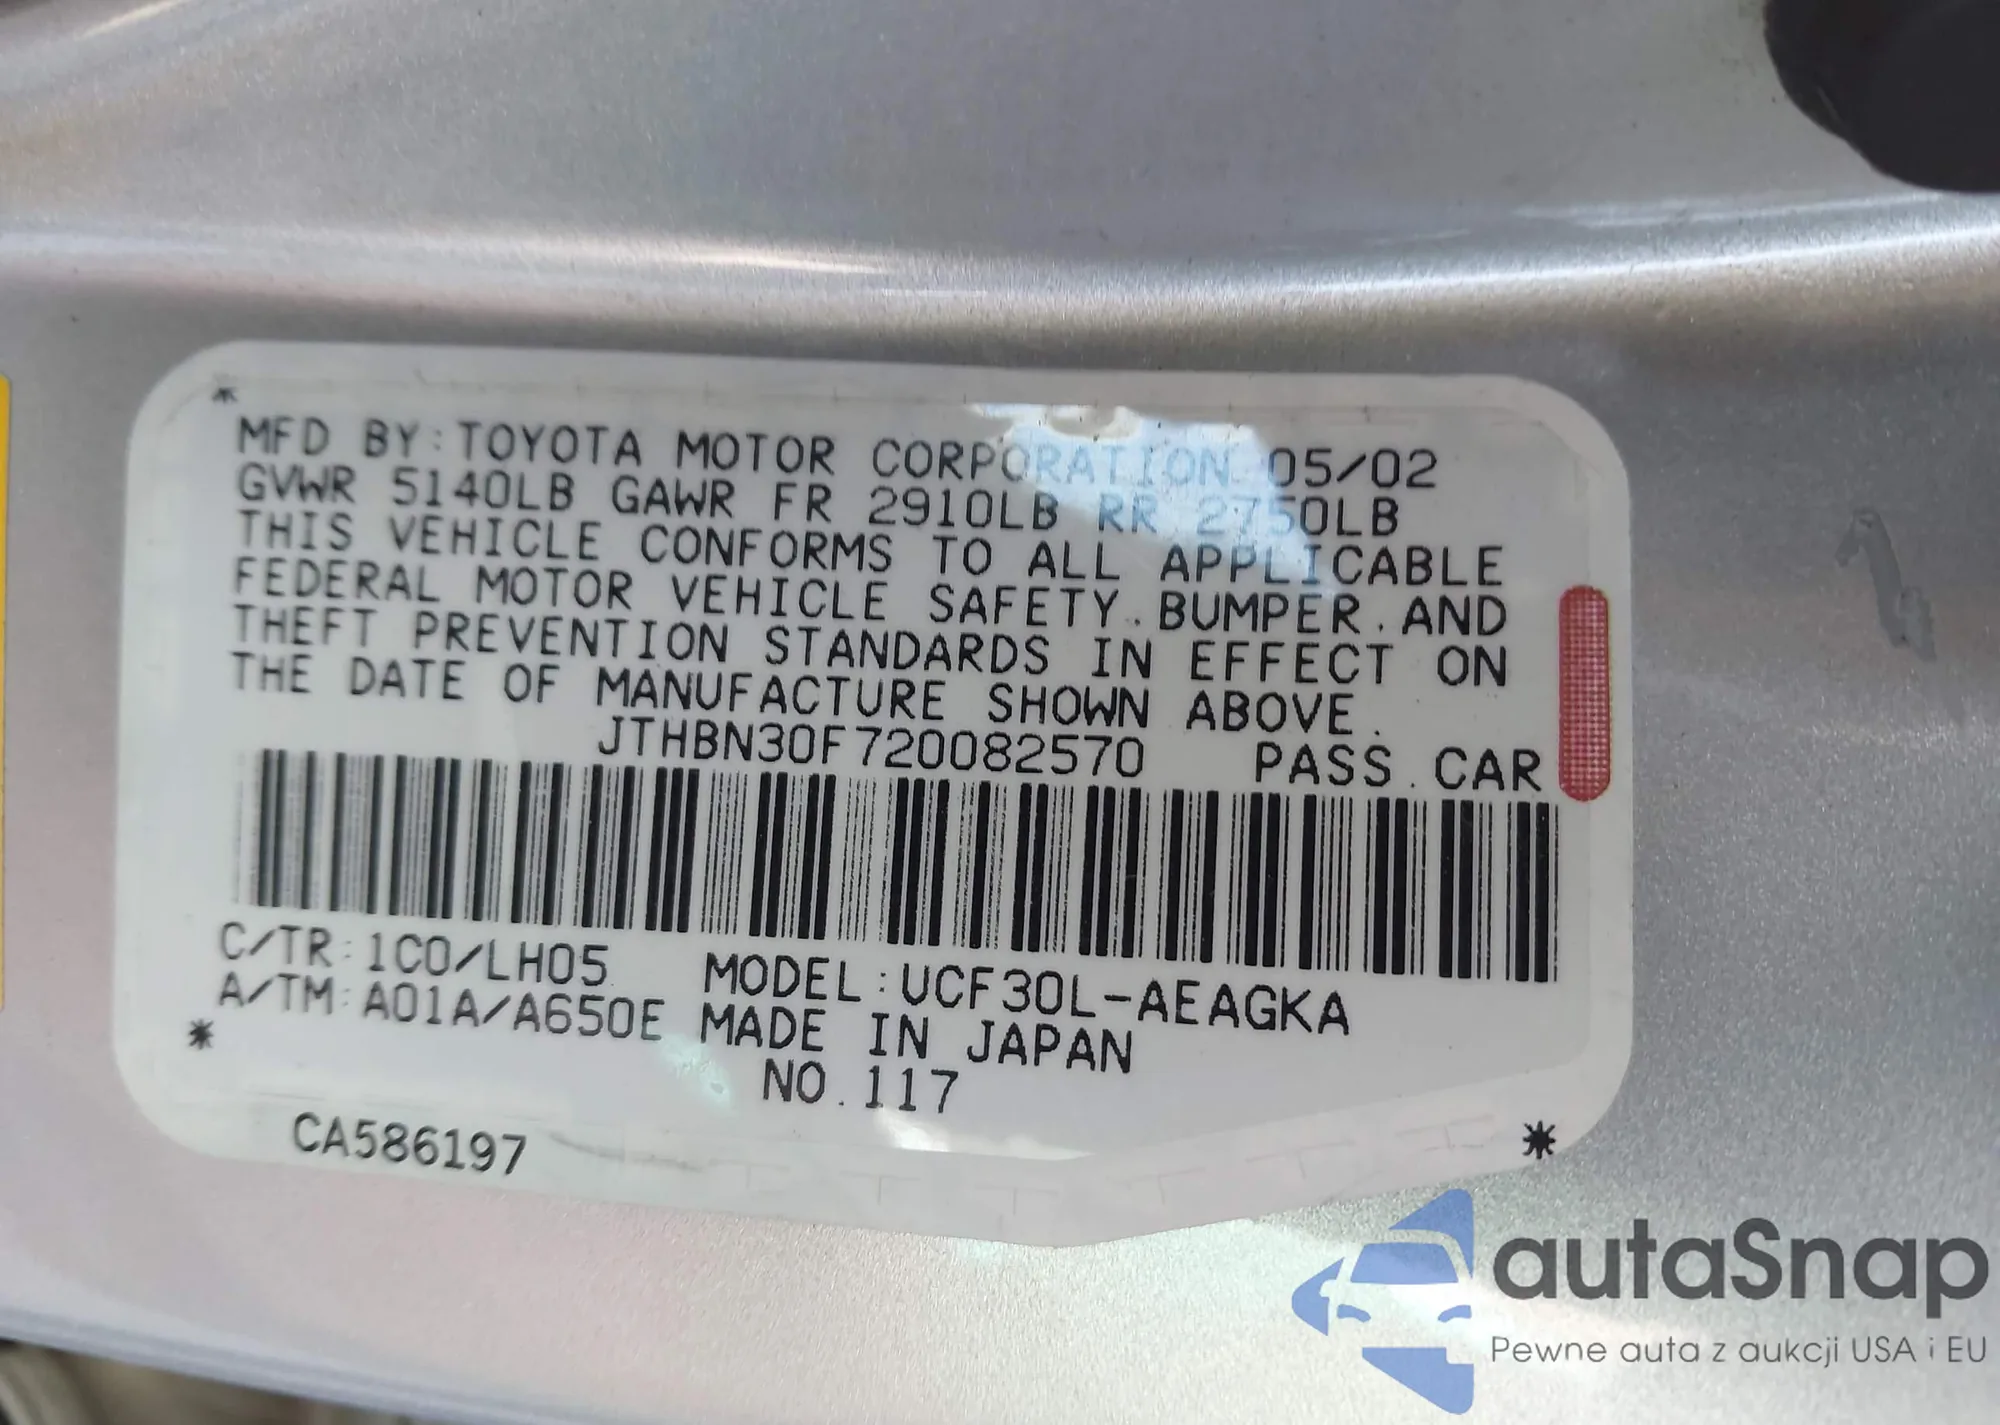 MFD BY:TOYOTA MOTOR CORPORATION 05/02
GVWR 5140LB GAWR FR 2910LB RR 2750LB
THIS VEHICLE CONFORMS TO ALL APPLICABLE
FEDERAL MOTOR VEHICLE SAFETY.BUMPER.AND
THEFT PREVENTION STANDARDS IN EFFECT ON
THE DATE OF MANUFACTURE SHOWN ABOVE.
JTHBN30F720082570 PASS.CAR
C/TR:1C0/LH05 MODEL:UCF30L-AEAGKA
A/TM:A01A/A650E MADE IN JAPAN
NO.117
CA586197
autaSnap
Pewne auta z aukcji USA i EU